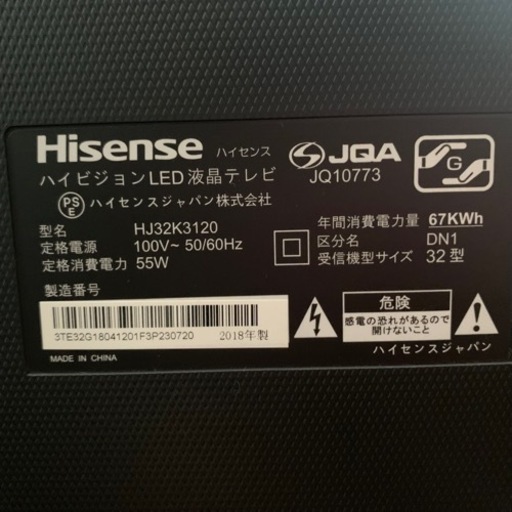 Hisense ハイセンス
JQA
JQ10773
G
ハイビジョンLED液晶テレビ
PS
E
ハイセンスジャパン株式会社
型名 HJ32K3120
定格電源 100V~ 50/60Hz
定格消費電力 55W
年間消費電力量 67KWh
区分名 DN1
受信機型サイズ 32型
製造番号
3TE32G18041201F3P230720 2018年製
MADE IN CHINA
危険
感電の恐れがあるので
開けないこと
ハイセンスジャパン